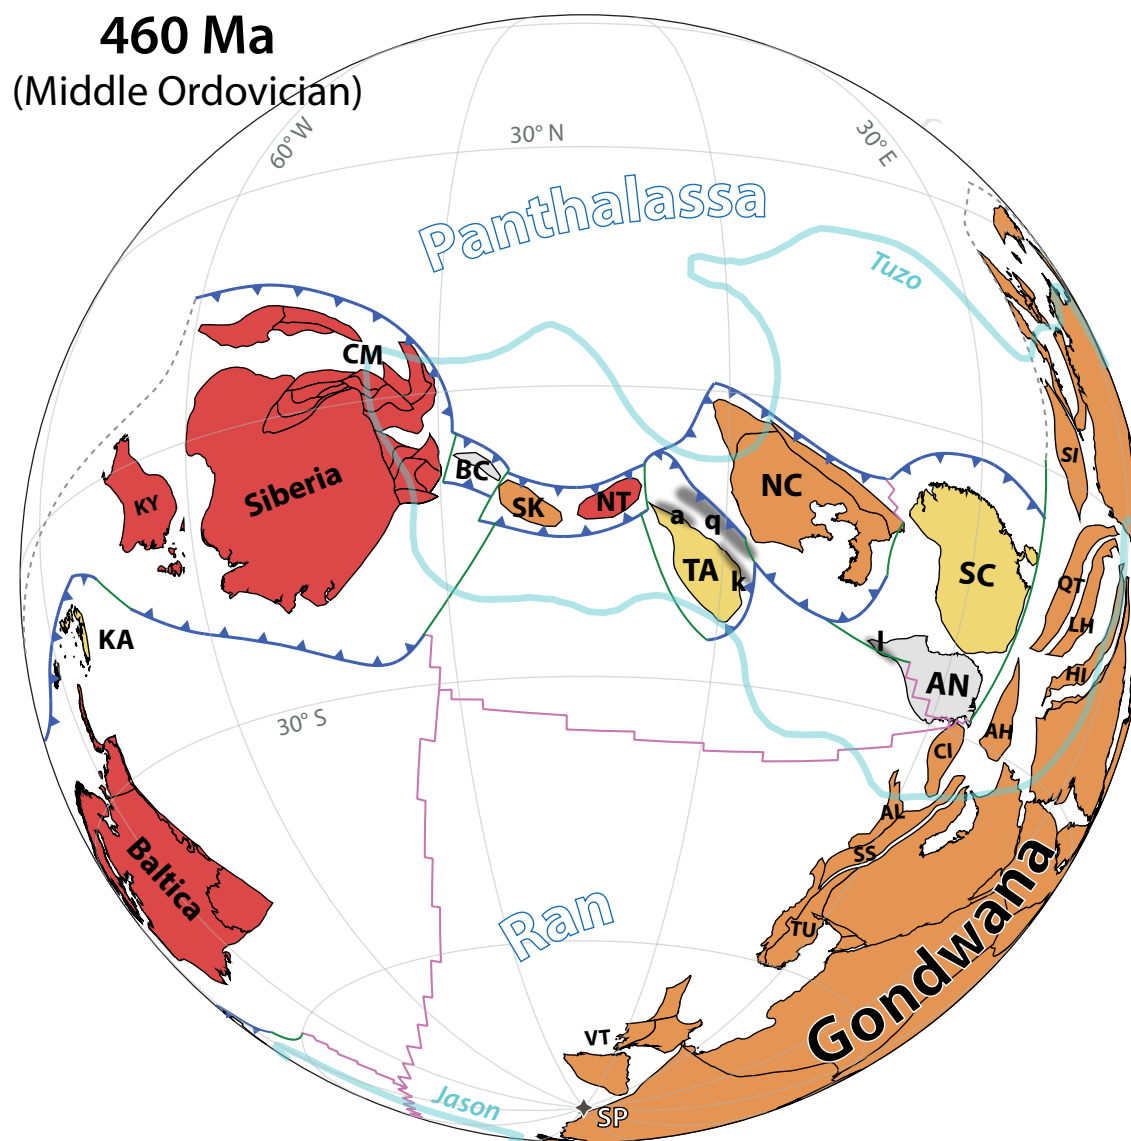 460 Ma
(Middle Ordovician)
60° W
30° N
30° E
Panthalassa
Tuzo
CM
BC
SK
NT
NC
SI
KY
Siberia
a
q
TA
k
SC
QT
LH
KA
l
AN
HI
30° S
AH
CI
AL
SS
Baltica
TU
Ran
Gondwana
VT
Jason
SP